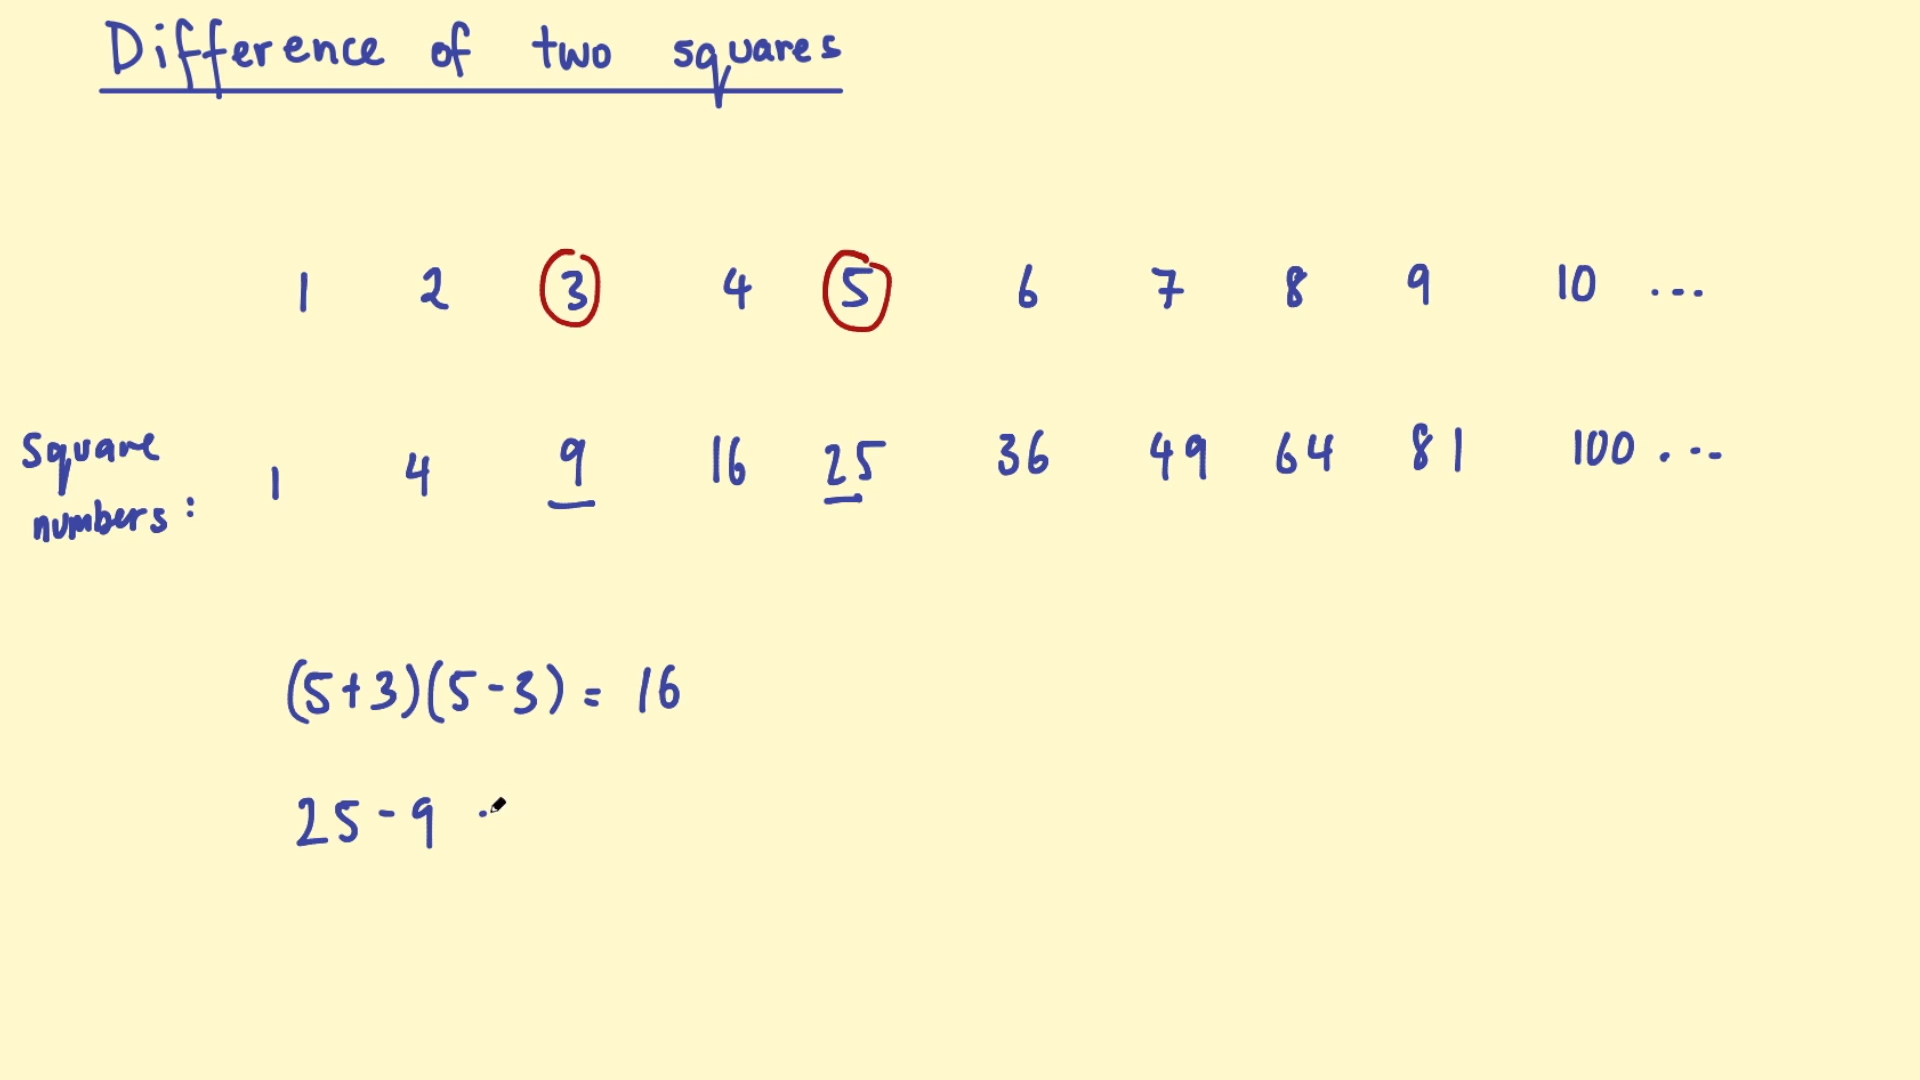 Difference of two squares
1 2 3 4 5 6 7 8 9 10 ...
Square numbers: 1 4 9 16 25 36 49 64 81 100 ...
(5+3)(5-3) = 16
25-9